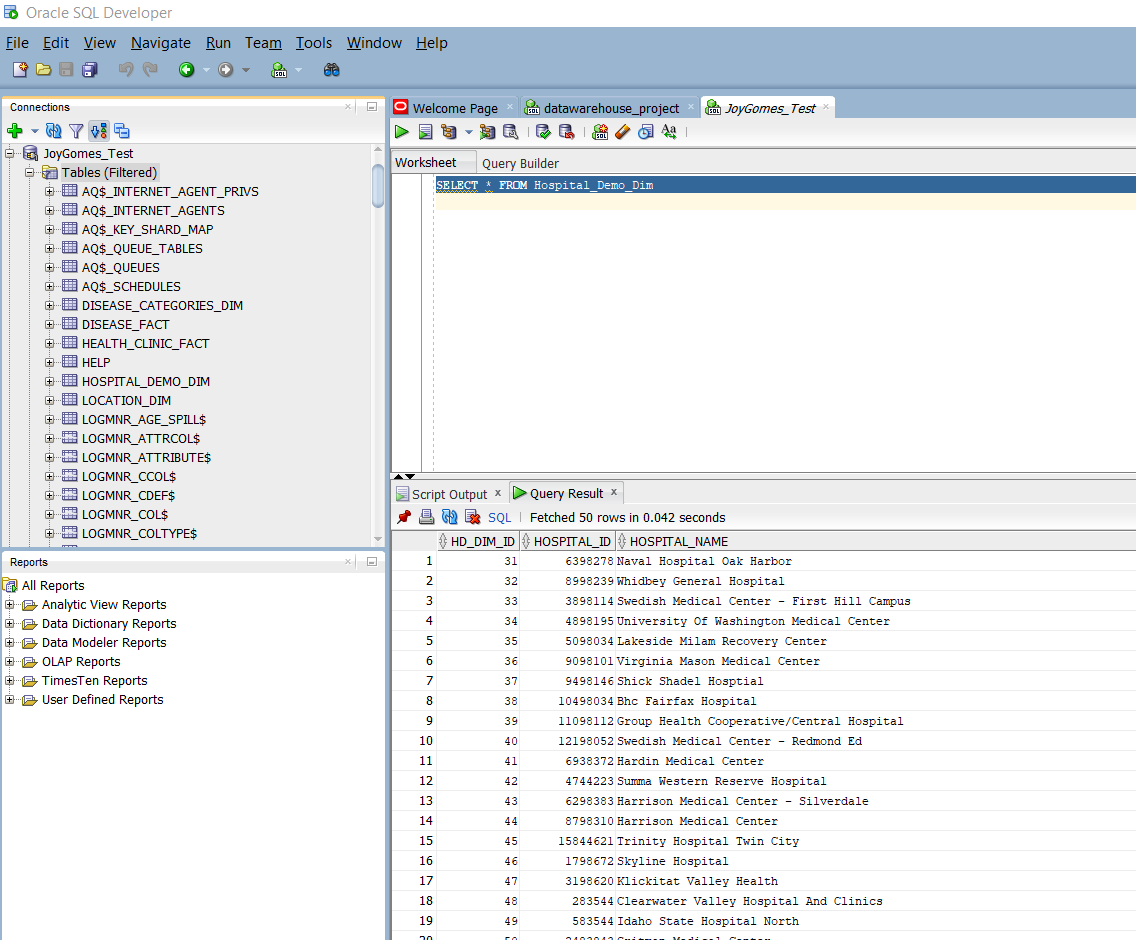 Oracle SQL Developer
File Edit View Navigate Run Team Tools Window Help
Connections
JoyGomes_Test
Tables (Filtered)
AQ$_INTERNET_AGENT_PRIVS
AQ$_INTERNET_AGENTS
AQ$_KEY_SHARD_MAP
AQ$_QUEUE_TABLES
AQ$_QUEUES
AQ$_SCHEDULES
DISEASE_CATEGORIES_DIM
DISEASE_FACT
HEALTH_CLINIC_FACT
HELP
HOSPITAL_DEMO_DIM
LOCATION_DIM
LOGMNR_AGE_SPILL$
LOGMNR_ATTRCOL$
LOGMNR_ATTRIBUTE$
LOGMNR_CCOL$
LOGMNR_CDEF$
LOGMNR_COL$
LOGMNR_COLTYPE$
Reports
All Reports
Analytic View Reports
Data Dictionary Reports
Data Modeler Reports
OLAP Reports
TimesTen Reports
User Defined Reports
Welcome Page datawarehouse_project JoyGomes_Test
Worksheet Query Builder
SELECT * FROM Hospital_Demo_Dim
Script Output Query Result
SQL Fetched 50 rows in 0.042 seconds
HD_DIM_ID HOSPITAL_ID HOSPITAL_NAME
1 31 6398278 Naval Hospital Oak Harbor
2 32 8998239 Whidbey General Hospital
3 33 3898114 Swedish Medical Center - First Hill Campus
4 34 4898195 University Of Washington Medical Center
5 35 5098034 Lakeside Milam Recovery Center
6 36 9098101 Virginia Mason Medical Center
7 37 9498146 Shick Shadel Hosptial
8 38 10498034 Bhc Fairfax Hospital
9 39 11098112 Group Health Cooperative/Central Hospital
10 40 12198052 Swedish Medical Center - Redmond Ed
11 41 6938372 Hardin Medical Center
12 42 4744223 Summa Western Reserve Hospital
13 43 6298383 Harrison Medical Center - Silverdale
14 44 8798310 Harrison Medical Center
15 45 15844621 Trinity Hospital Twin City
16 46 1798672 Skyline Hospital
17 47 3198620 Klickitat Valley Health
18 48 283544 Clearwater Valley Hospital And Clinics
19 49 583544 Idaho State Hospital North